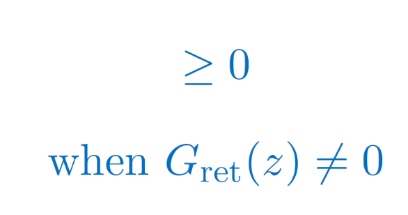 ≥ 0
when G_ret(z) ≠ 0